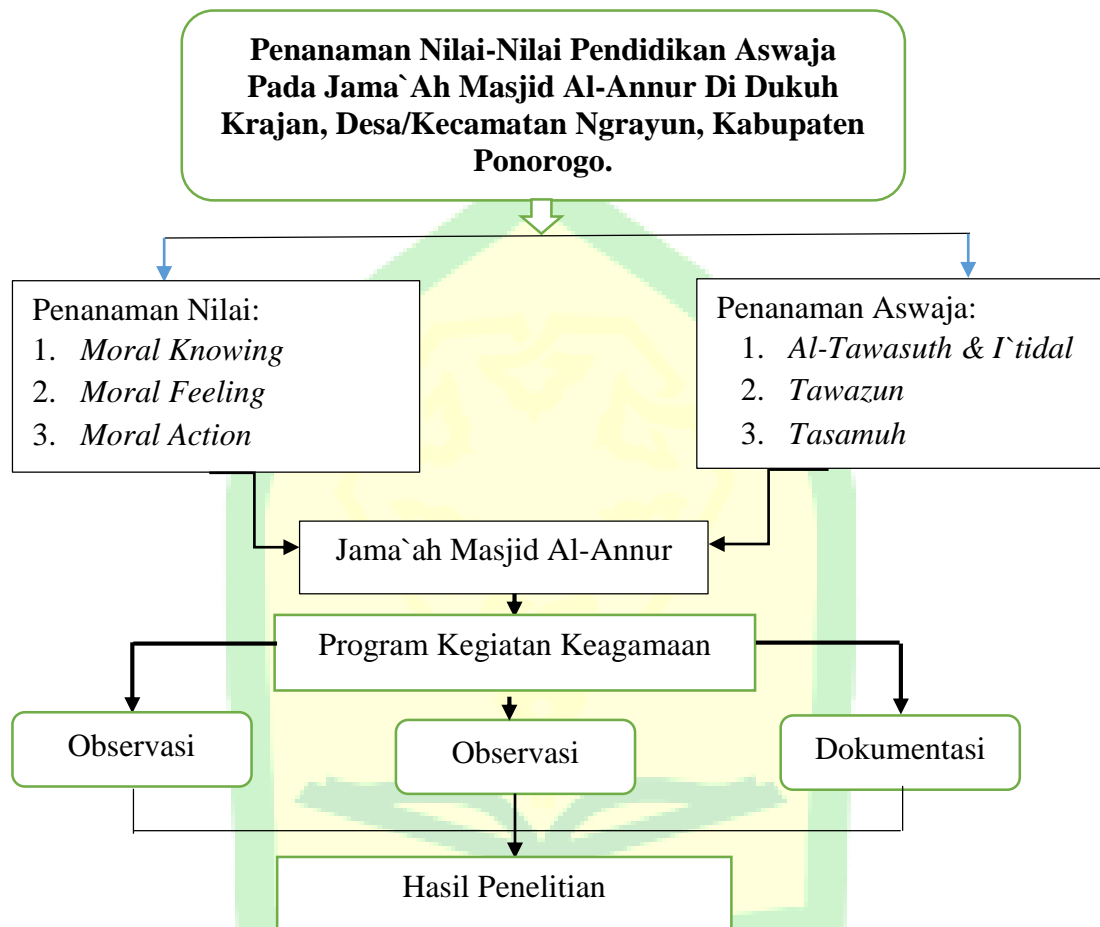 Penanaman Nilai-Nilai Pendidikan Aswaja
Pada Jama`Ah Masjid Al-Annur Di Dukuh
Krajan, Desa/Kecamatan Ngrayun, Kabupaten
Ponorogo.
Penanaman Nilai:
1. Moral Knowing
2. Moral Feeling
3. Moral Action
Penanaman Aswaja:
1. Al-Tawasuth & I`tidal
2. Tawazun
3. Tasamuh
Jama`ah Masjid Al-Annur
Program Kegiatan Keagamaan
Observasi
Observasi
Dokumentasi
Hasil Penelitian